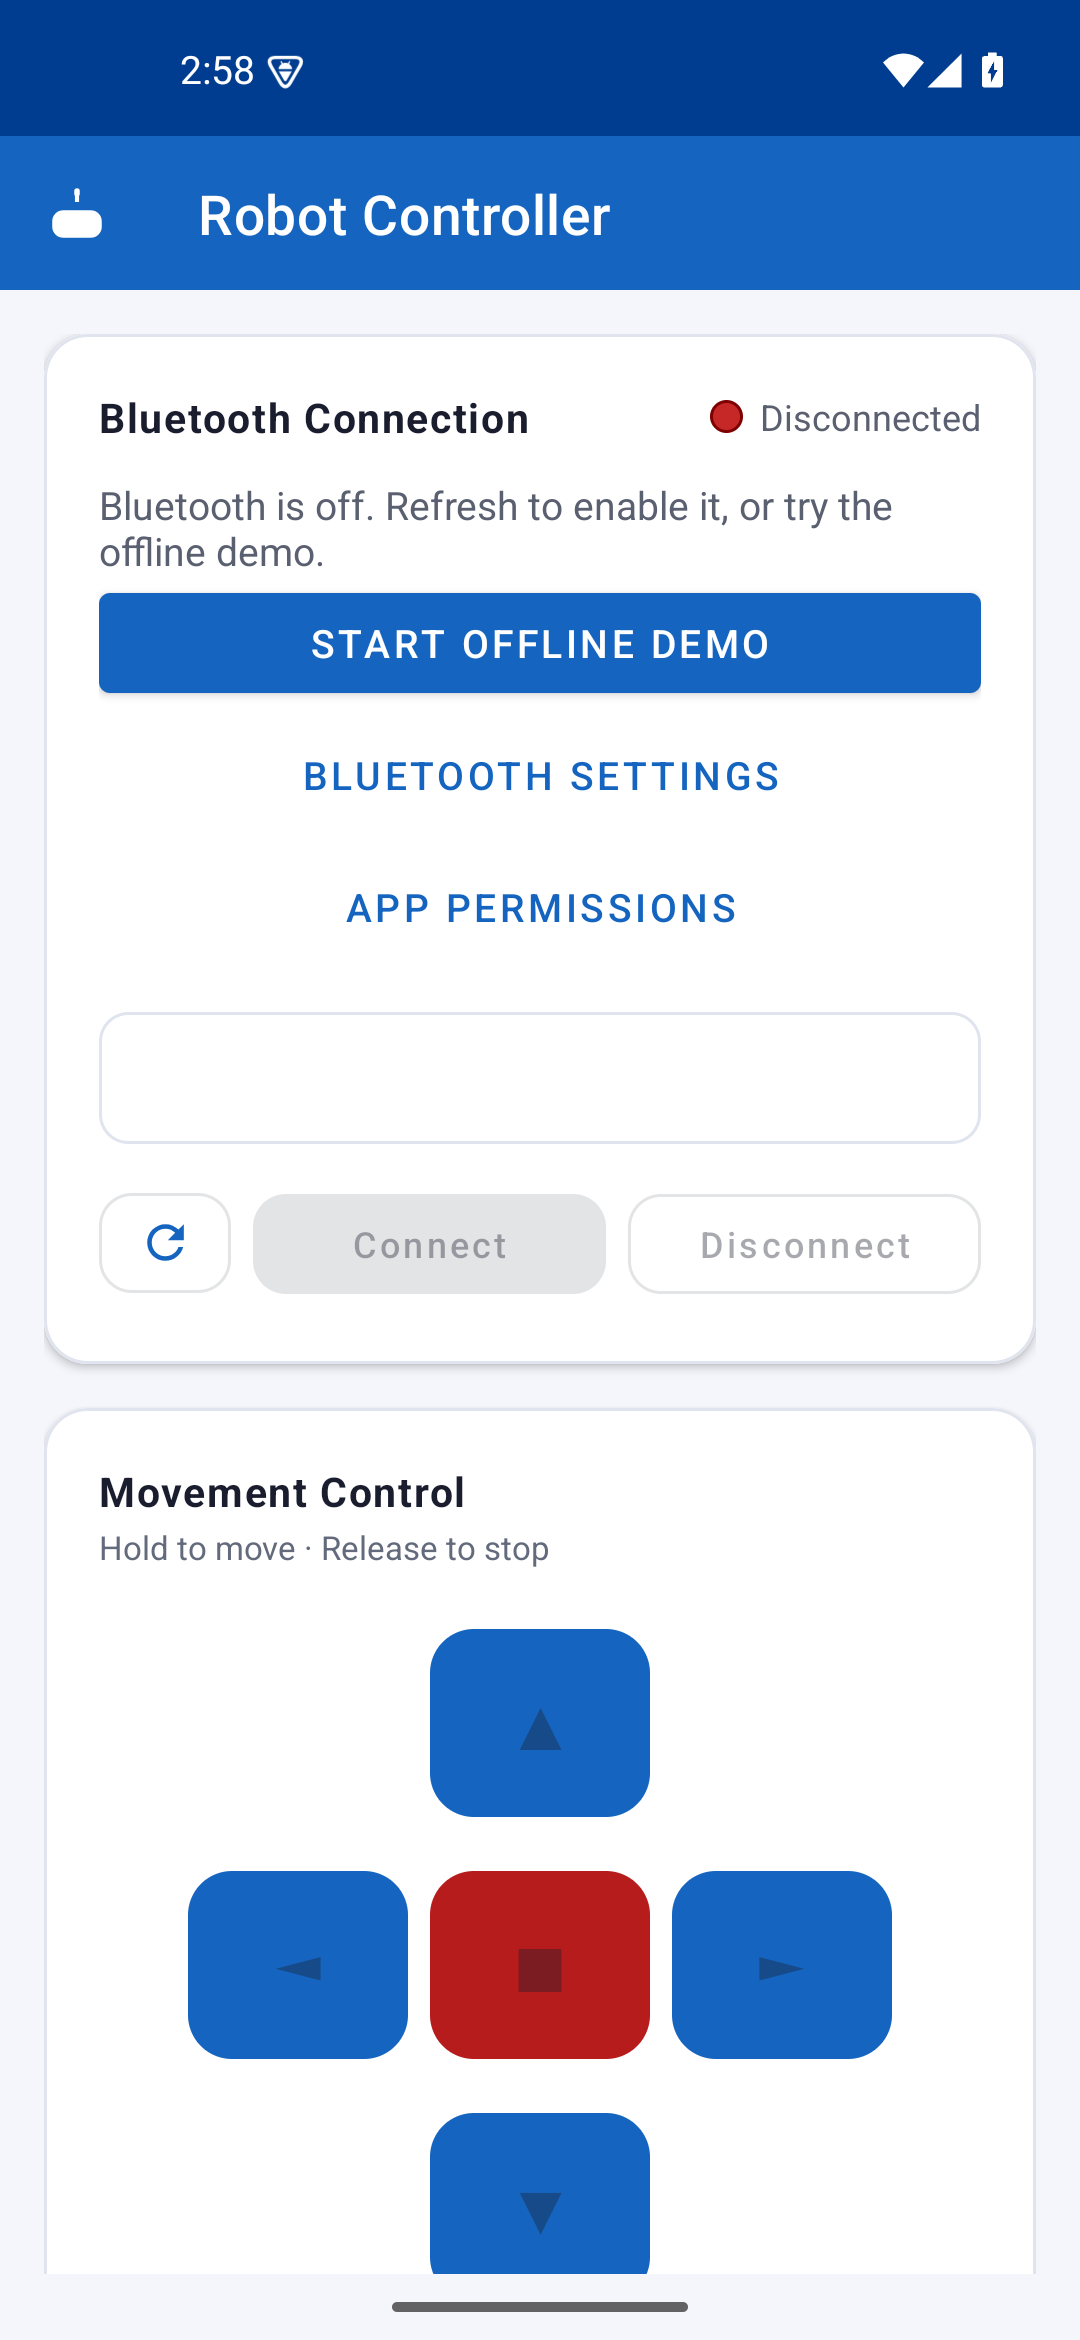 2:58
Robot Controller
Bluetooth Connection
Disconnected
Bluetooth is off. Refresh to enable it, or try the
offline demo.
START OFFLINE DEMO
BLUETOOTH SETTINGS
APP PERMISSIONS
Connect
Disconnect
Movement Control
Hold to move · Release to stop
▲
◄
■
►
▼